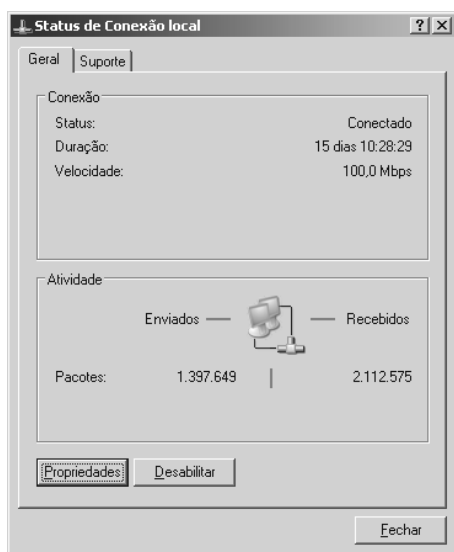 Status de Conexão local
Geral Suporte
Conexão
Status: Conectado
Duração: 15 dias 10:28:29
Velocidade: 100,0 Mbps
Atividade
Enviados — — Recebidos
Pacotes: 1.397.649 | 2.112.575
Propriedades Desabilitar
Fechar